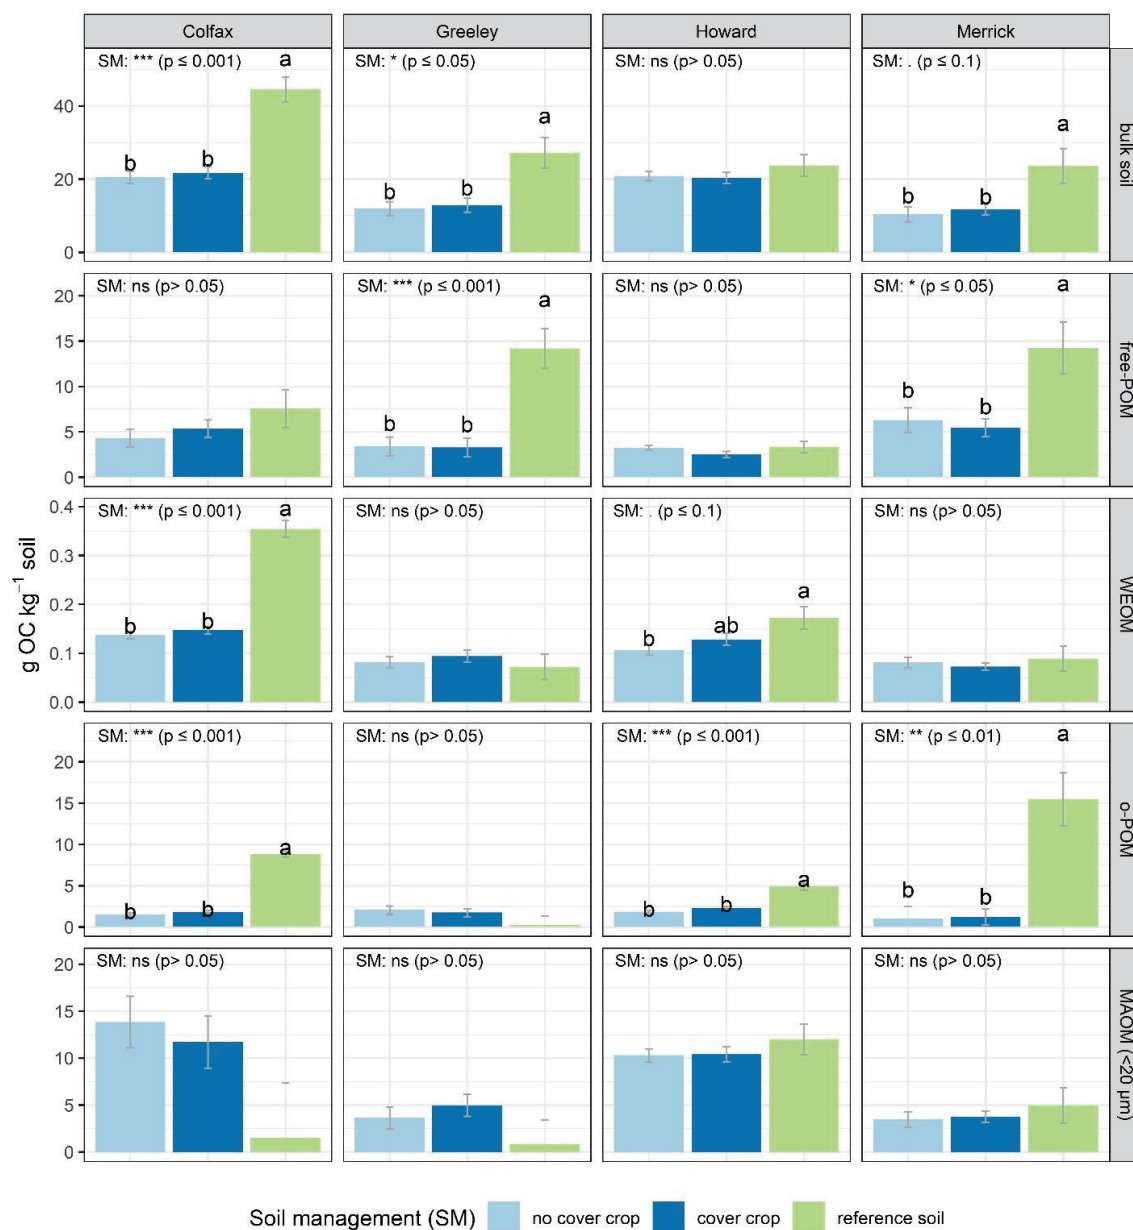 Colfax Greeley Howard Merrick
SM: *** (p ≤ 0.001) SM: * (p ≤ 0.05) SM: ns (p> 0.05) SM: . (p ≤ 0.1)
a
a a
40
b b
20
b b b b
0
bulk soil
SM: ns (p> 0.05) SM: *** (p ≤ 0.001) SM: ns (p> 0.05) SM: * (p ≤ 0.05)
20
a a
15
10
b b
b b
5
0
free-POM
SM: *** (p ≤ 0.001) SM: ns (p> 0.05) SM: . (p ≤ 0.1) SM: ns (p> 0.05)
0.4
a
0.3
0.2
a
b b b ab
0.1
0.0
WEOM
g OC kg⁻¹ soil
SM: *** (p ≤ 0.001) SM: ns (p> 0.05) SM: *** (p ≤ 0.001) SM: ** (p ≤ 0.01)
a
20
15
10
a
5
a
b b b b b b
0
o-POM
SM: ns (p> 0.05) SM: ns (p> 0.05) SM: ns (p> 0.05) SM: ns (p> 0.05)
20
15
10
5
0
MAOM (<20 µm)
Soil management (SM) no cover crop cover crop reference soil